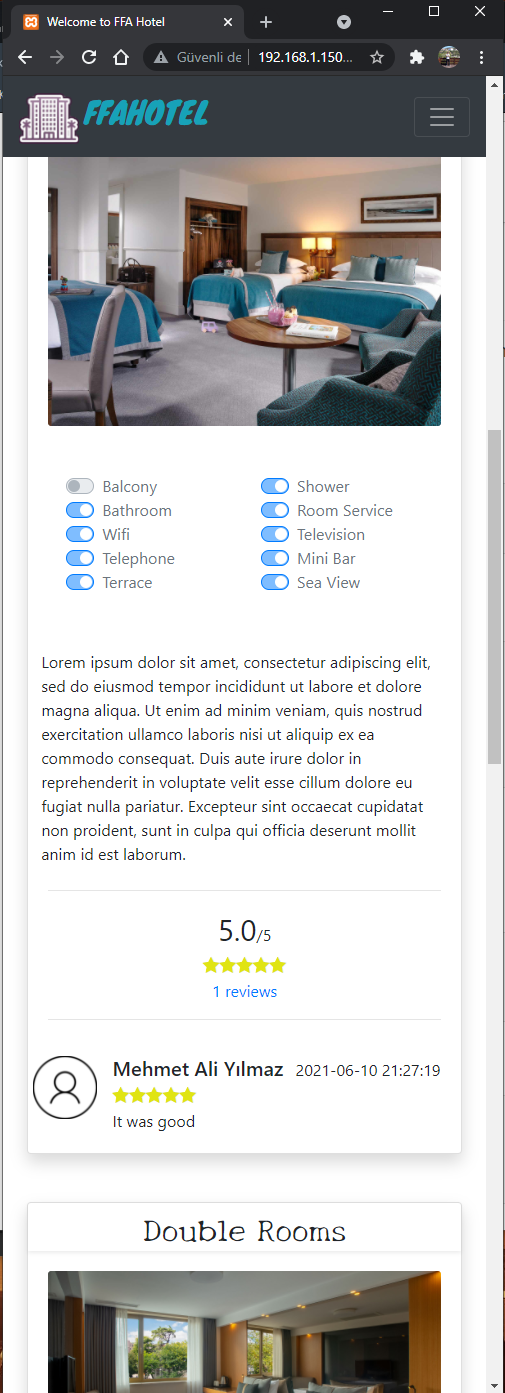 Welcome to FFA Hotel
Güvenli de
192.168.1.150...
FFAHOTEL
Balcony
Shower
Bathroom
Room Service
Wifi
Television
Telephone
Mini Bar
Terrace
Sea View
Lorem ipsum dolor sit amet, consectetur adipiscing elit,
sed do eiusmod tempor incididunt ut labore et dolore
magna aliqua. Ut enim ad minim veniam, quis nostrud
exercitation ullamco laboris nisi ut aliquip ex ea
commodo consequat. Duis aute irure dolor in
reprehenderit in voluptate velit esse cillum dolore eu
fugiat nulla pariatur. Excepteur sint occaecat cupidatat
non proident, sunt in culpa qui officia deserunt mollit
anim id est laborum.
5.0/5
1 reviews
Mehmet Ali Yılmaz 2021-06-10 21:27:19
It was good
Double Rooms